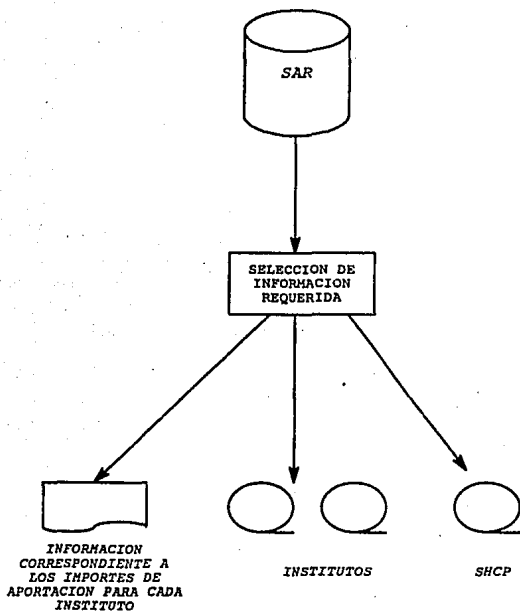 SAR
SELECCION DE
INFORMACION
REQUERIDA
INFORMACION
CORRESPONDIENTE A
LOS IMPORTES DE
APORTACION PARA CADA
INSTITUTO
INSTITUTOS
SHCP